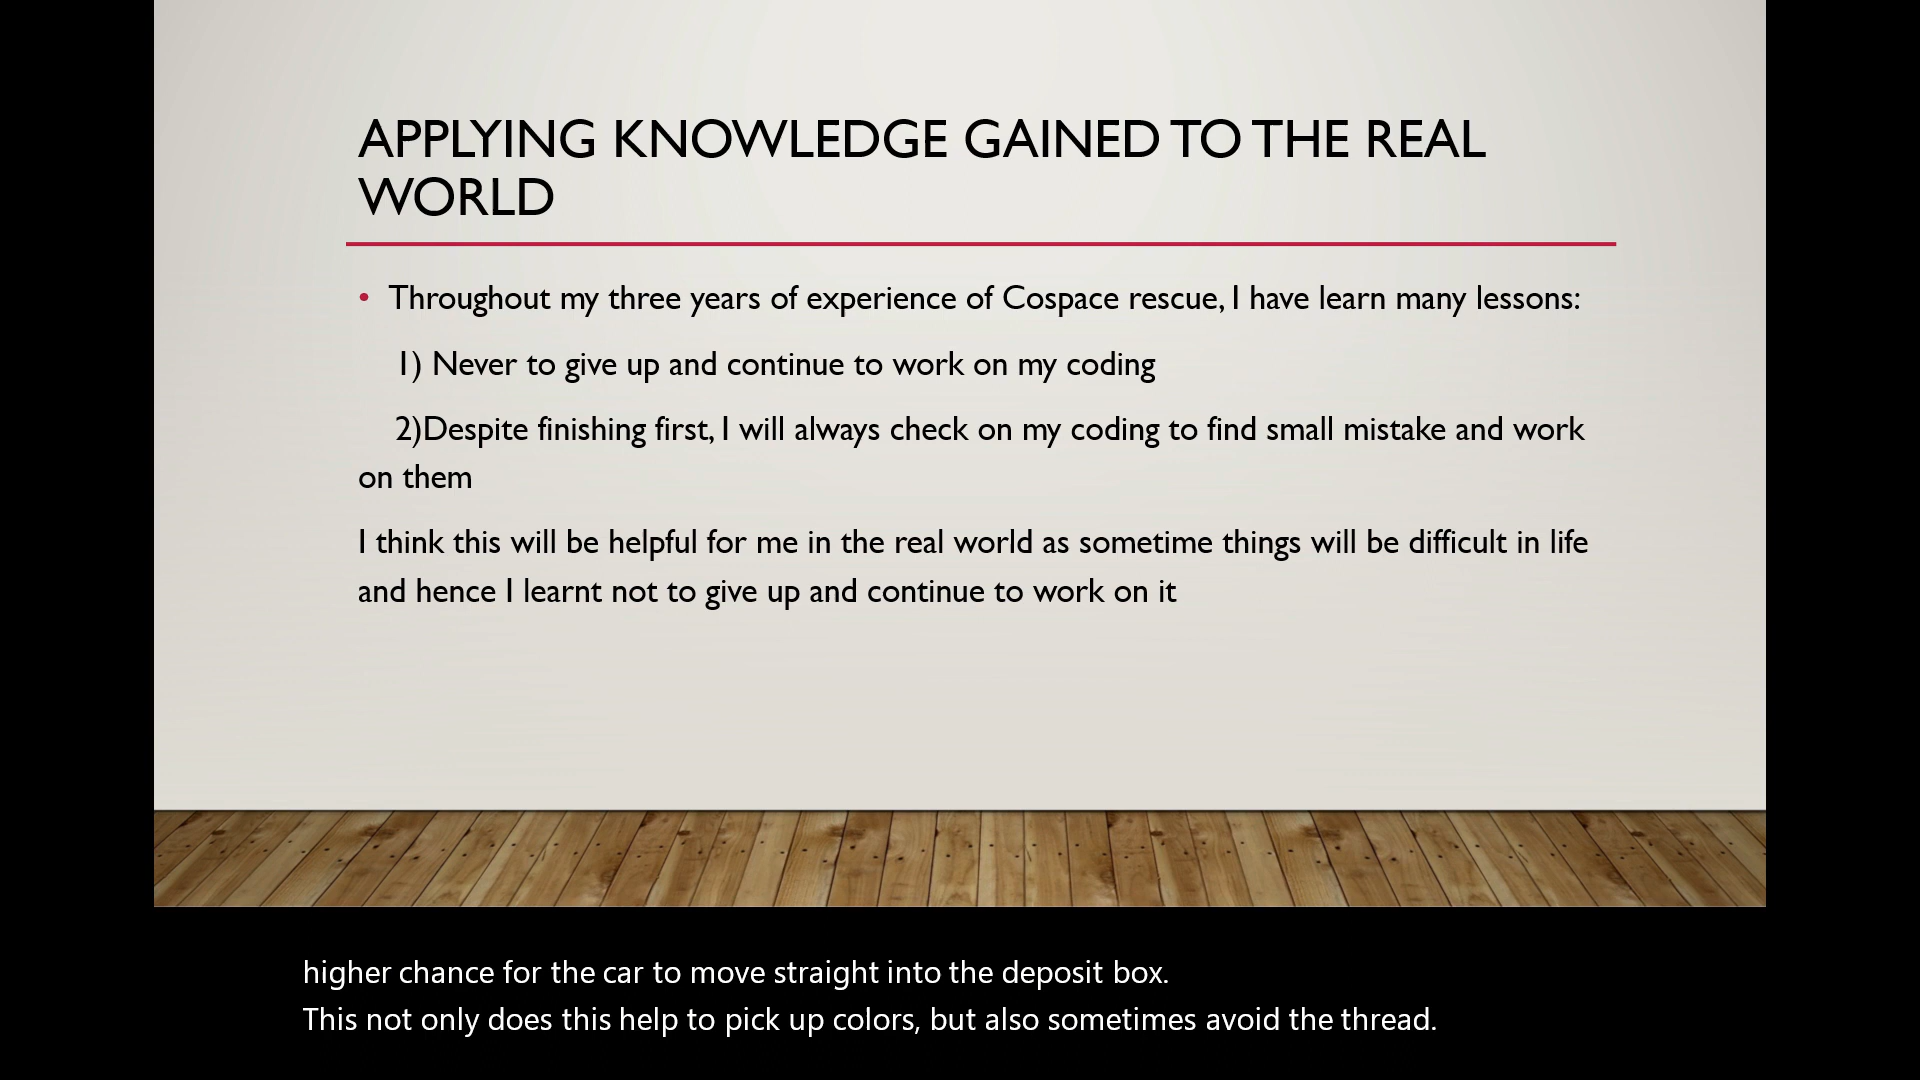 APPLYING KNOWLEDGE GAINED TO THE REAL
WORLD
• Throughout my three years of experience of Cospace rescue, I have learn many lessons:
1) Never to give up and continue to work on my coding
2)Despite finishing first, I will always check on my coding to find small mistake and work
on them
I think this will be helpful for me in the real world as sometime things will be difficult in life
and hence I learnt not to give up and continue to work on it
higher chance for the car to move straight into the deposit box.
This not only does this help to pick up colors, but also sometimes avoid the thread.